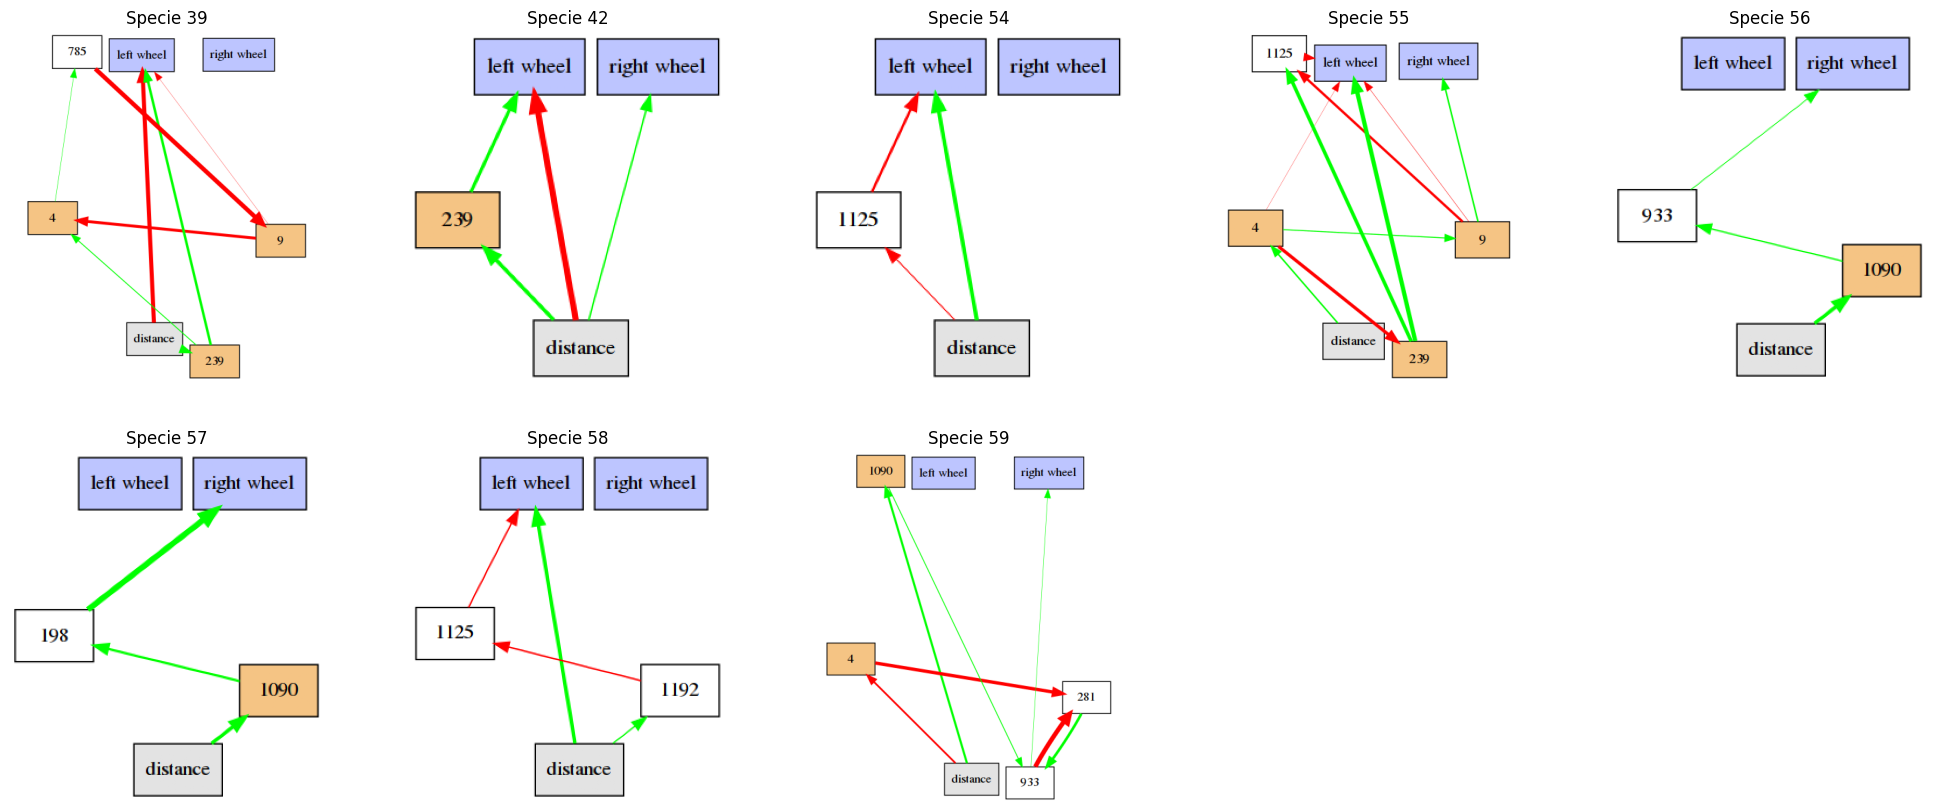 Specie 39
785
left wheel
right wheel
4
9
distance
239
Specie 42
left wheel
right wheel
239
distance
Specie 54
left wheel
right wheel
1125
distance
Specie 55
1125
left wheel
right wheel
4
9
distance
239
Specie 56
left wheel
right wheel
933
1090
distance
Specie 57
left wheel
right wheel
198
1090
distance
Specie 58
left wheel
right wheel
1125
1192
distance
Specie 59
1090
left wheel
right wheel
4
281
distance
933